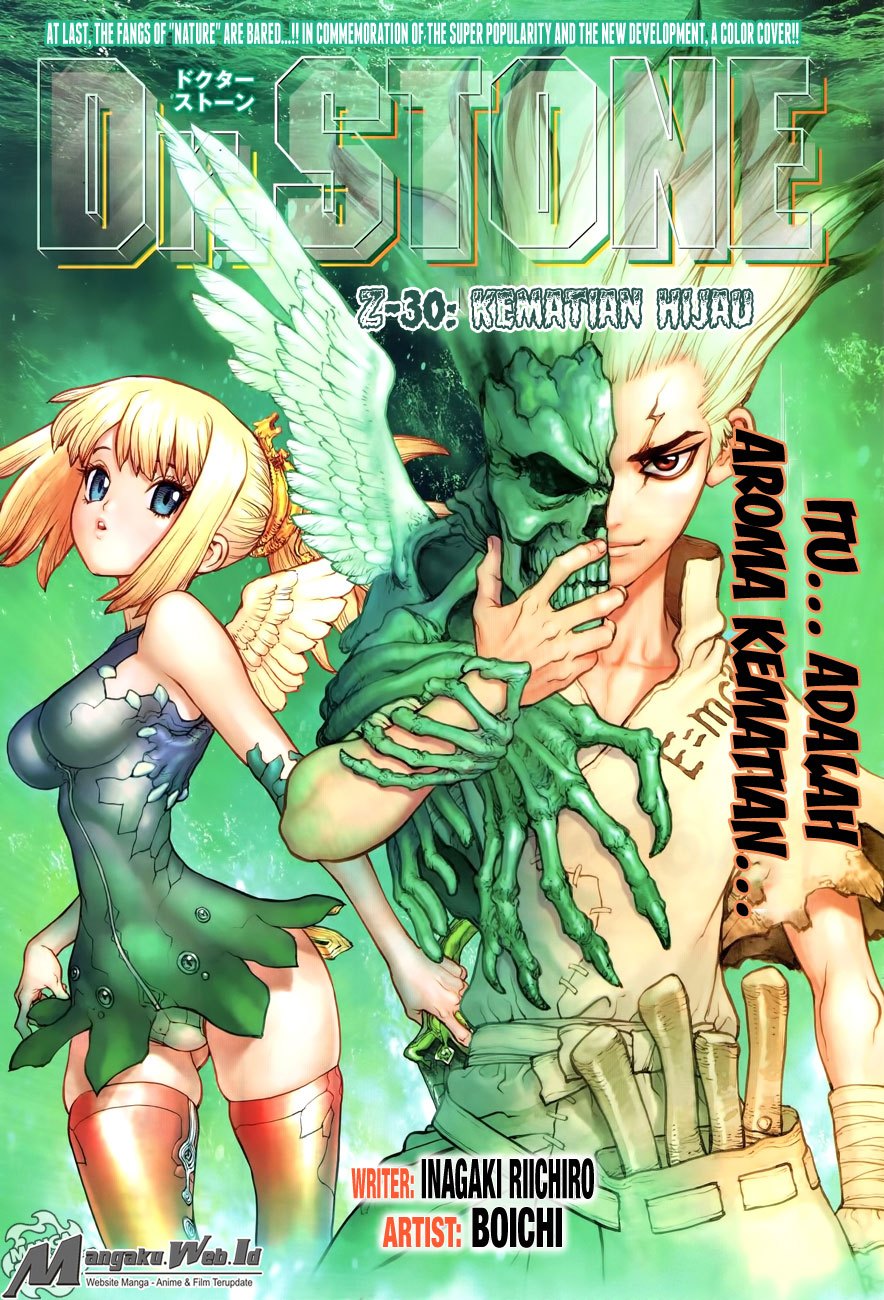 AT LAST, THE FANGS OF "NATURE" ARE BARED...!! IN COMMEMORATION OF THE SUPER POPULARITY AND THE NEW DEVELOPMENT, A COLOR COVER!!
ドクター
ストーン
DR.STONE
Z-30: KEMATIAN HIJAU
ITU... ADALAH
AROMA KEMATIAN...
E=mc
WRITER: INAGAKI RIICHIRO
ARTIST: BOICHI
Mangaku.Web.Id
Website Manga - Anime & Film Terupdate